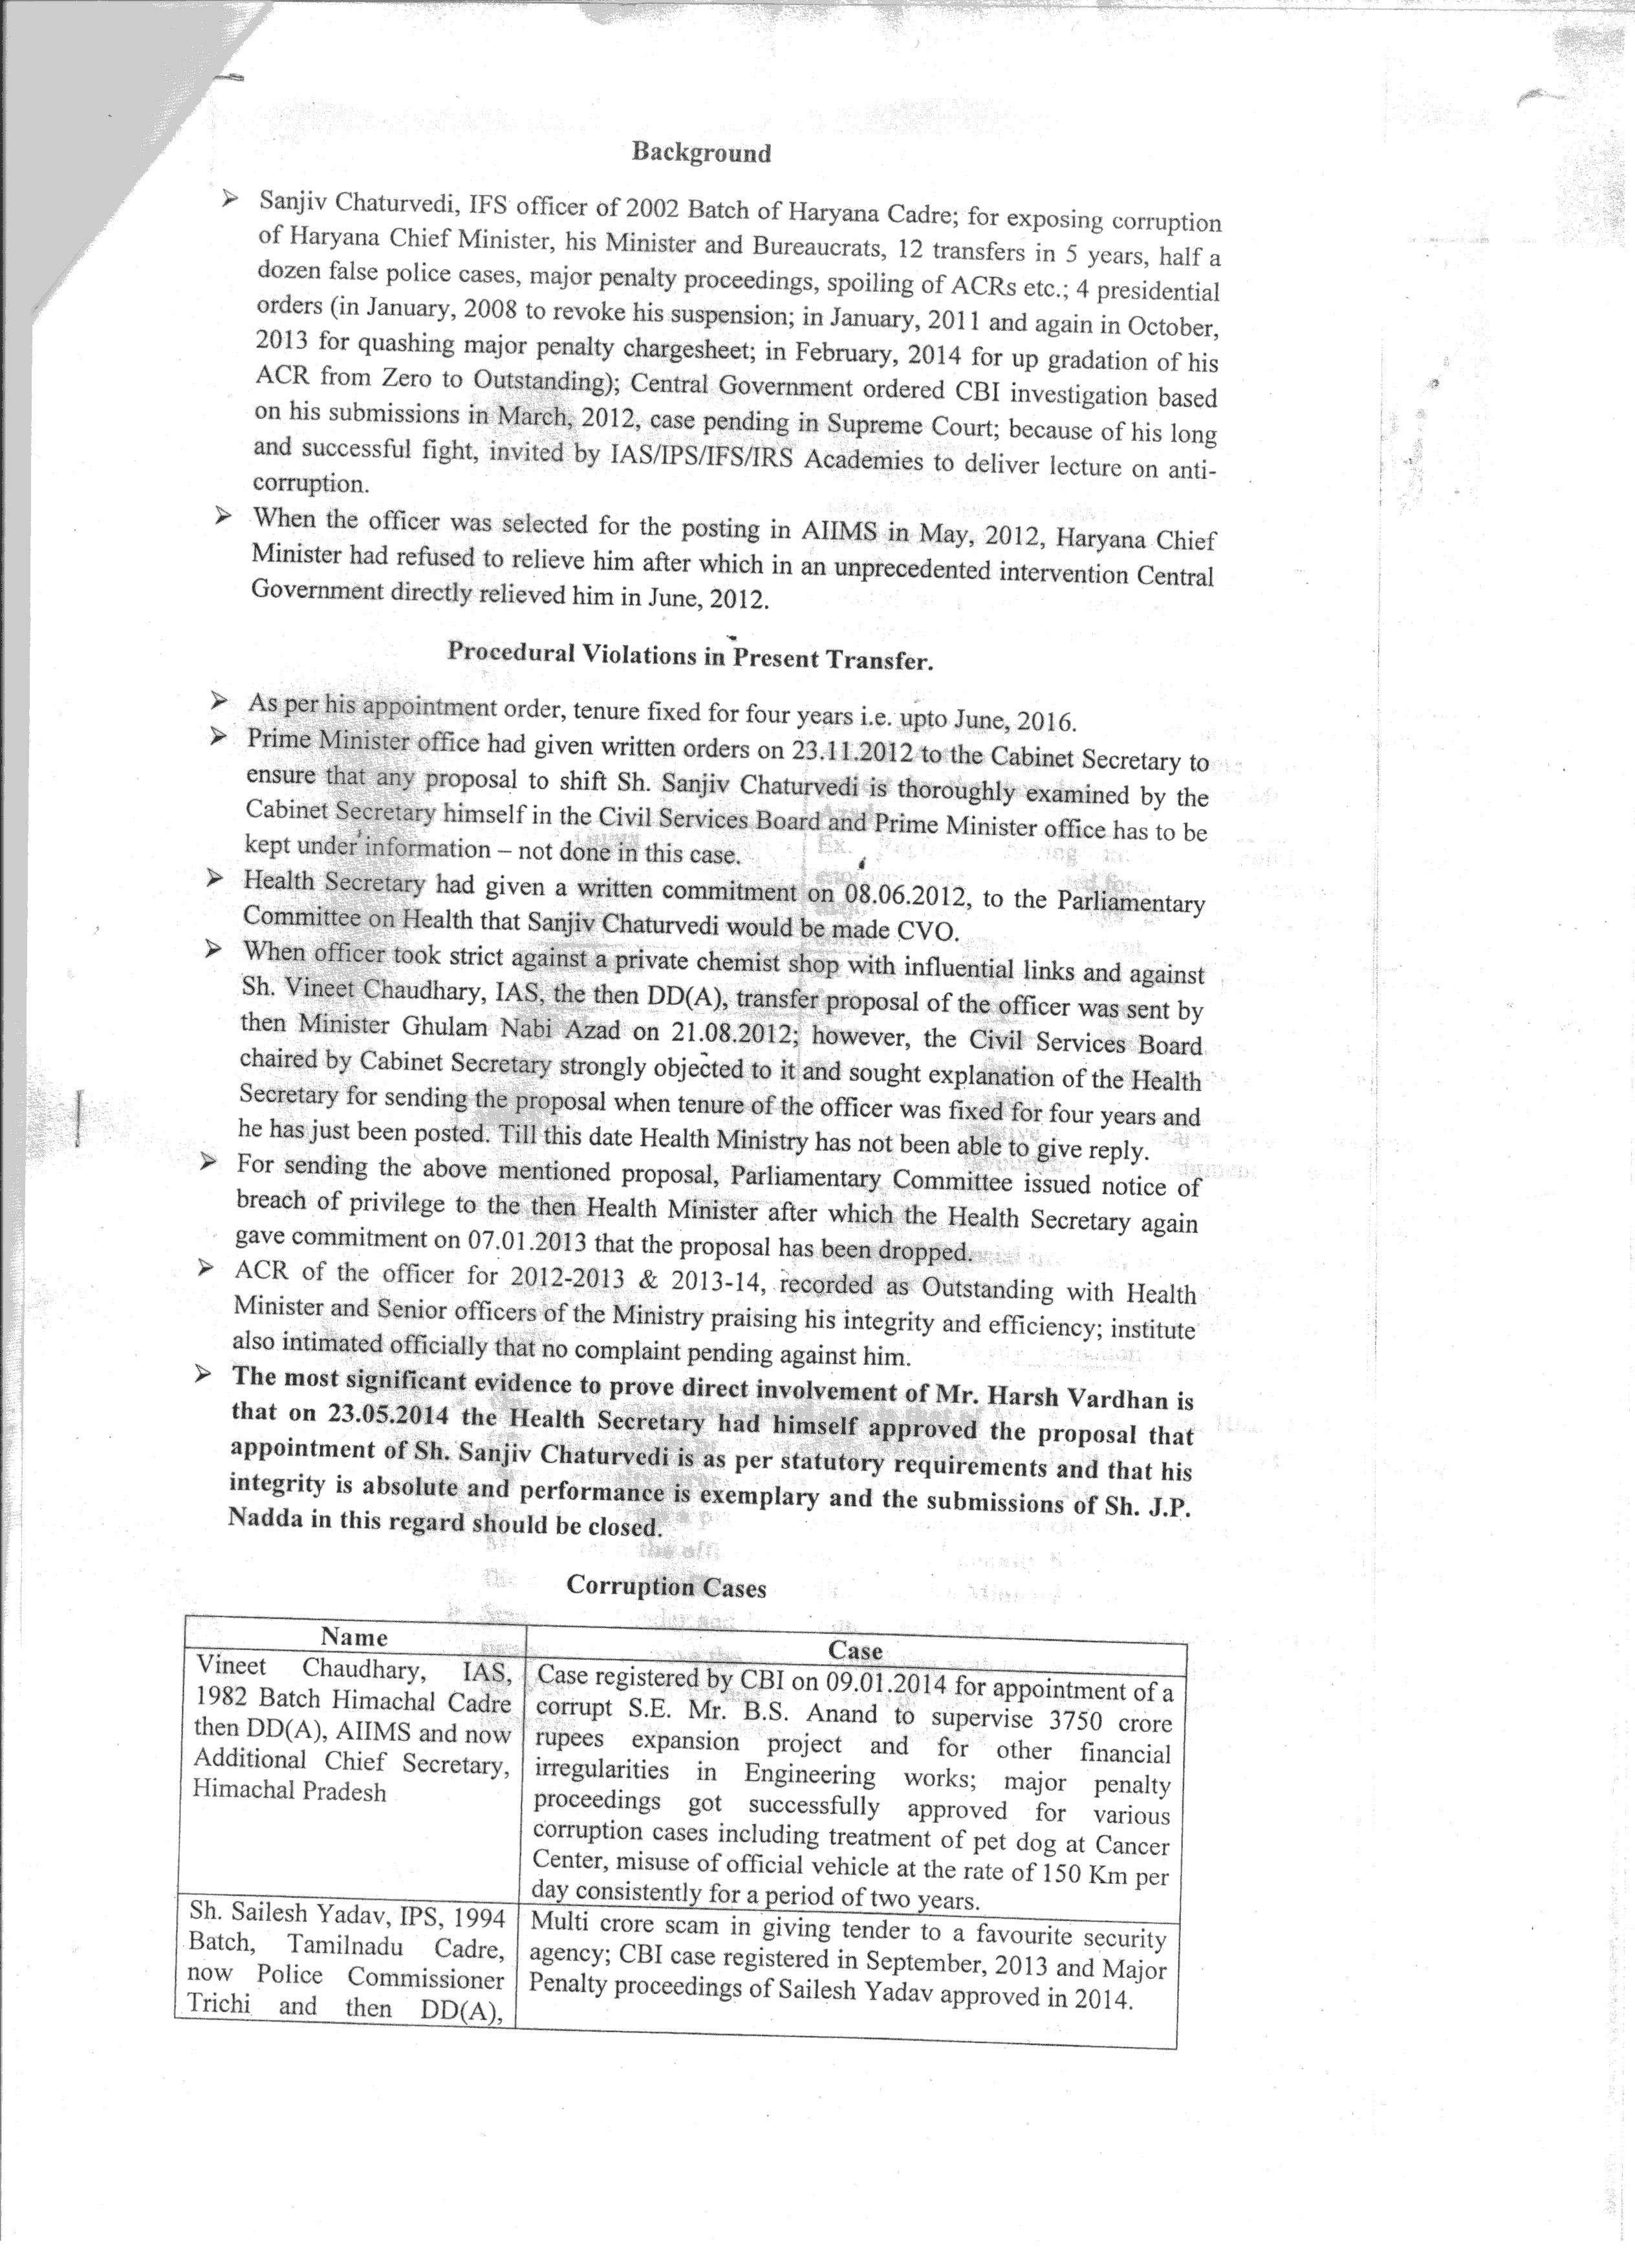 Background
➢ Sanjiv Chaturvedi, IFS officer of 2002 Batch of Haryana Cadre; for exposing corruption
of Haryana Chief Minister, his Minister and Bureaucrats, 12 transfers in 5 years, half a
dozen false police cases, major penalty proceedings, spoiling of ACRs etc.; 4 presidential
orders (in January, 2008 to revoke his suspension; in January, 2011 and again in October,
2013 for quashing major penalty chargesheet; in February, 2014 for up gradation of his
ACR from Zero to Outstanding); Central Government ordered CBI investigation based
on his submissions in March, 2012, case pending in Supreme Court; because of his long
and successful fight, invited by IAS/IPS/IFS/IRS Academies to deliver lecture on anti-
corruption.
➢ When the officer was selected for the posting in AIIMS in May, 2012, Haryana Chief
Minister had refused to relieve him after which in an unprecedented intervention Central
Government directly relieved him in June, 2012.
Procedural Violations in Present Transfer.
➢ As per his appointment order, tenure fixed for four years i.e. upto June, 2016.
➢ Prime Minister office had given written orders on 23.11.2012 to the Cabinet Secretary to
ensure that any proposal to shift Sh. Sanjiv Chaturvedi is thoroughly examined by the
Cabinet Secretary himself in the Civil Services Board and Prime Minister office has to be
kept under information – not done in this case.
➢ Health Secretary had given a written commitment on 08.06.2012, to the Parliamentary
Committee on Health that Sanjiv Chaturvedi would be made CVO.
➢ When officer took strict against a private chemist shop with influential links and against
Sh. Vineet Chaudhary, IAS, the then DD(A), transfer proposal of the officer was sent by
then Minister Ghulam Nabi Azad on 21.08.2012; however, the Civil Services Board
chaired by Cabinet Secretary strongly objected to it and sought explanation of the Health
Secretary for sending the proposal when tenure of the officer was fixed for four years and
he has just been posted. Till this date Health Ministry has not been able to give reply.
➢ For sending the above mentioned proposal, Parliamentary Committee issued notice of
breach of privilege to the then Health Minister after which the Health Secretary again
gave commitment on 07.01.2013 that the proposal has been dropped.
➢ ACR of the officer for 2012-2013 & 2013-14, recorded as Outstanding with Health
Minister and Senior officers of the Ministry praising his integrity and efficiency; institute
also intimated officially that no complaint pending against him.
➢ The most significant evidence to prove direct involvement of Mr. Harsh Vardhan is
that on 23.05.2014 the Health Secretary had himself approved the proposal that
appointment of Sh. Sanjiv Chaturvedi is as per statutory requirements and that his
integrity is absolute and performance is exemplary and the submissions of Sh. J.P.
Nadda in this regard should be closed.
Corruption Cases
Name
Case
Vineet Chaudhary, IAS,
1982 Batch Himachal Cadre
then DD(A), AIIMS and now
Additional Chief Secretary,
Himachal Pradesh
Case registered by CBI on 09.01.2014 for appointment of a
corrupt S.E. Mr. B.S. Anand to supervise 3750 crore
rupees expansion project and for other financial
irregularities in Engineering works; major penalty
proceedings got successfully approved for various
corruption cases including treatment of pet dog at Cancer
Center, misuse of official vehicle at the rate of 150 Km per
day consistently for a period of two years.
Sh. Sailesh Yadav, IPS, 1994
Batch, Tamilnadu Cadre,
now Police Commissioner
Trichi and then DD(A),
Multi crore scam in giving tender to a favourite security
agency; CBI case registered in September, 2013 and Major
Penalty proceedings of Sailesh Yadav approved in 2014.